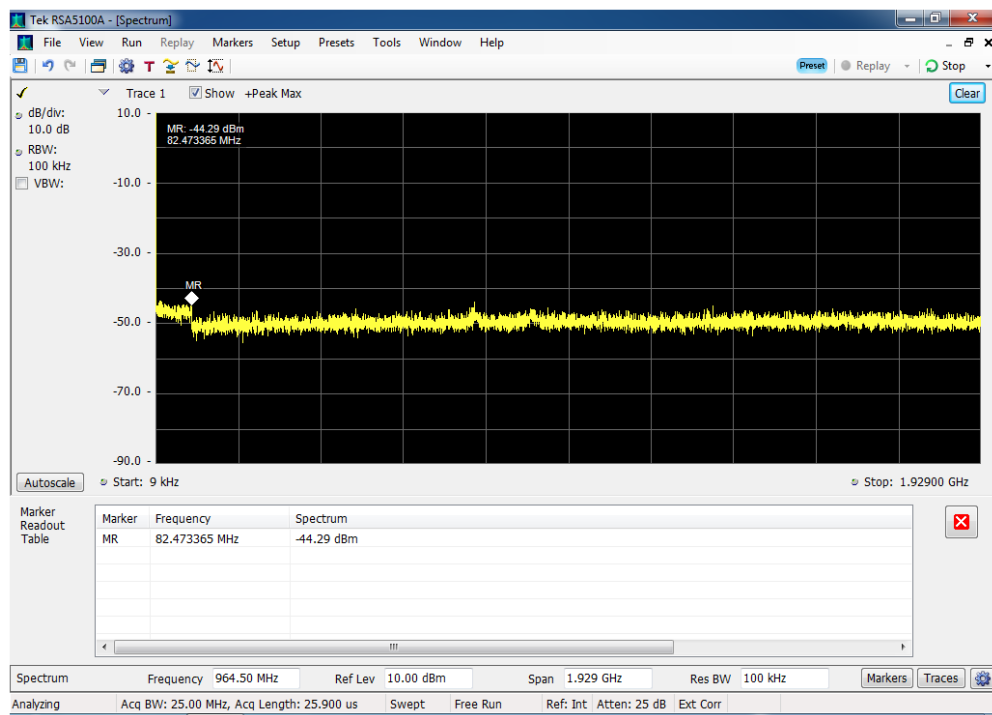 Tek RSA5100A - [Spectrum]
File View Run Replay Markers Setup Presets Tools Window Help
T Preset Replay Stop
Trace 1 Show +Peak Max Clear
dB/div:
10.0 dB
RBW:
100 kHz
VBW:
10.0
-10.0
-30.0
-50.0
-70.0
-90.0
MR: -44.29 dBm
82.473365 MHz
MR
Autoscale Start: 9 kHz Stop: 1.92900 GHz
Marker
Readout
Table
Marker Frequency Spectrum
MR 82.473365 MHz -44.29 dBm
Spectrum Frequency 964.50 MHz Ref Lev 10.00 dBm Span 1.929 GHz Res BW 100 kHz Markers Traces
Analyzing Acq BW: 25.00 MHz, Acq Length: 25.900 us Swept Free Run Ref: Int Atten: 25 dB Ext Corr